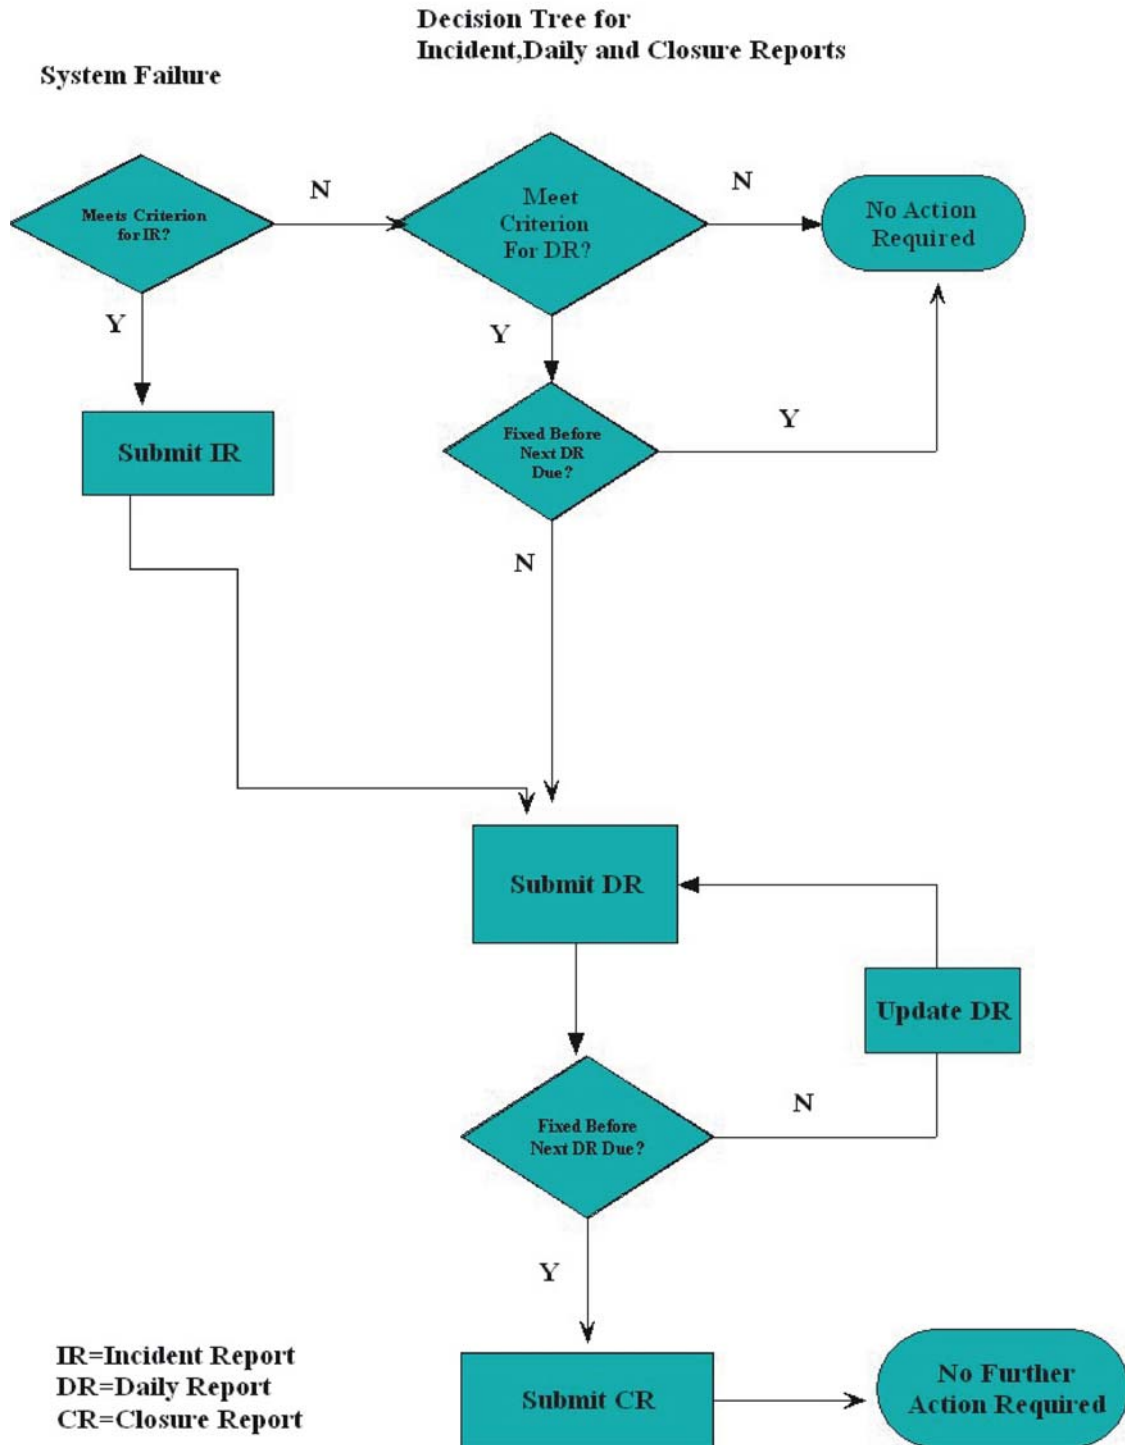 Decision Tree for
Incident,Daily and Closure Reports
System Failure
Meets Criterion
for IR?
N
Meet
Criterion
For DR?
N
No Action
Required
Y
Y
Submit IR
Fixed Before
Next DR
Due?
Y
N
Submit DR
Update DR
Fixed Before
Next DR Due?
N
Y
IR=Incident Report
DR=Daily Report
CR=Closure Report
Submit CR
No Further
Action Required